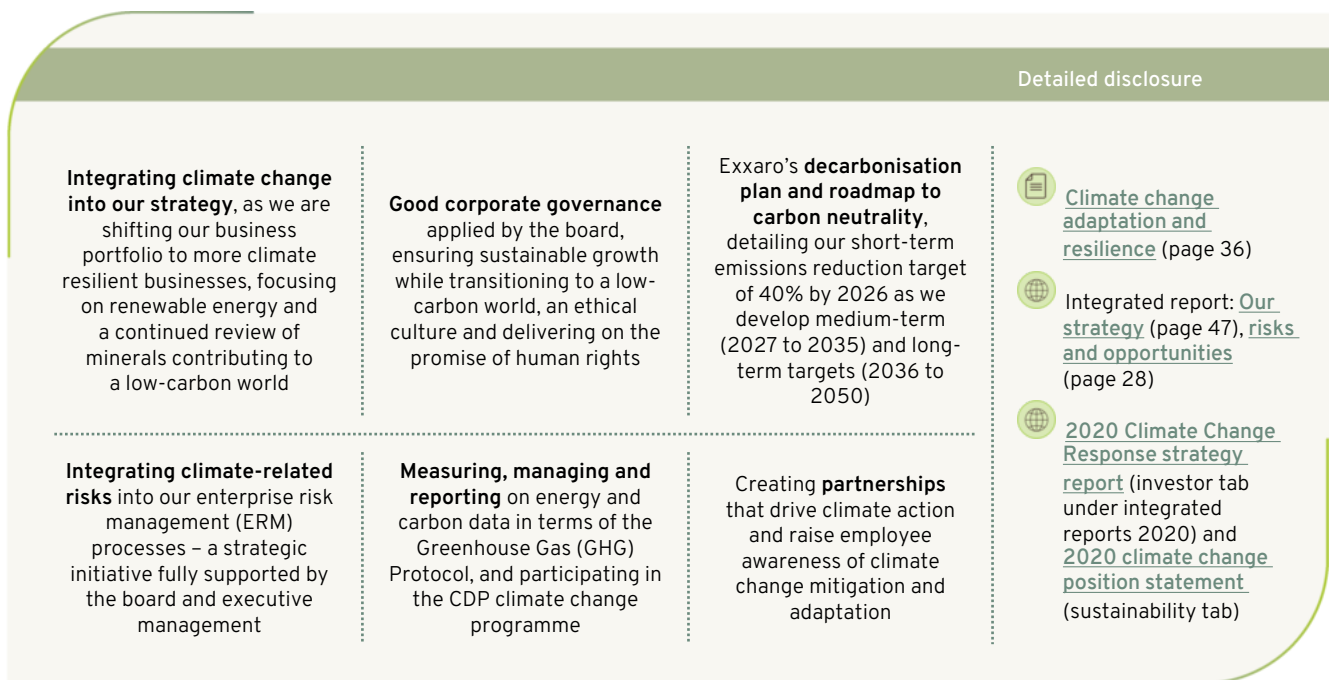 Detailed disclosure
Integrating climate change
into our strategy, as we are
shifting our business
portfolio to more climate
resilient businesses, focusing
on renewable energy and
a continued review of
minerals contributing to
a low-carbon world
Good corporate governance
applied by the board,
ensuring sustainable growth
while transitioning to a low-
carbon world, an ethical
culture and delivering on the
promise of human rights
Exxaro's decarbonisation
plan and roadmap to
carbon neutrality,
detailing our short-term
emissions reduction target
of 40% by 2026 as we
develop medium-term
(2027 to 2035) and long-
term targets (2036 to
2050)
Integrating climate-related
risks into our enterprise risk
management (ERM)
processes – a strategic
initiative fully supported by
the board and executive
management
Measuring, managing and
reporting on energy and
carbon data in terms of the
Greenhouse Gas (GHG)
Protocol, and participating in
the CDP climate change
programme
Creating partnerships
that drive climate action
and raise employee
awareness of climate
change mitigation and
adaptation
Climate change
adaptation and
resilience (page 36)
Integrated report: Our
strategy (page 47), risks
and opportunities
(page 28)
2020 Climate Change
Response strategy
report (investor tab
under integrated
reports 2020) and
2020 climate change
position statement
(sustainability tab)